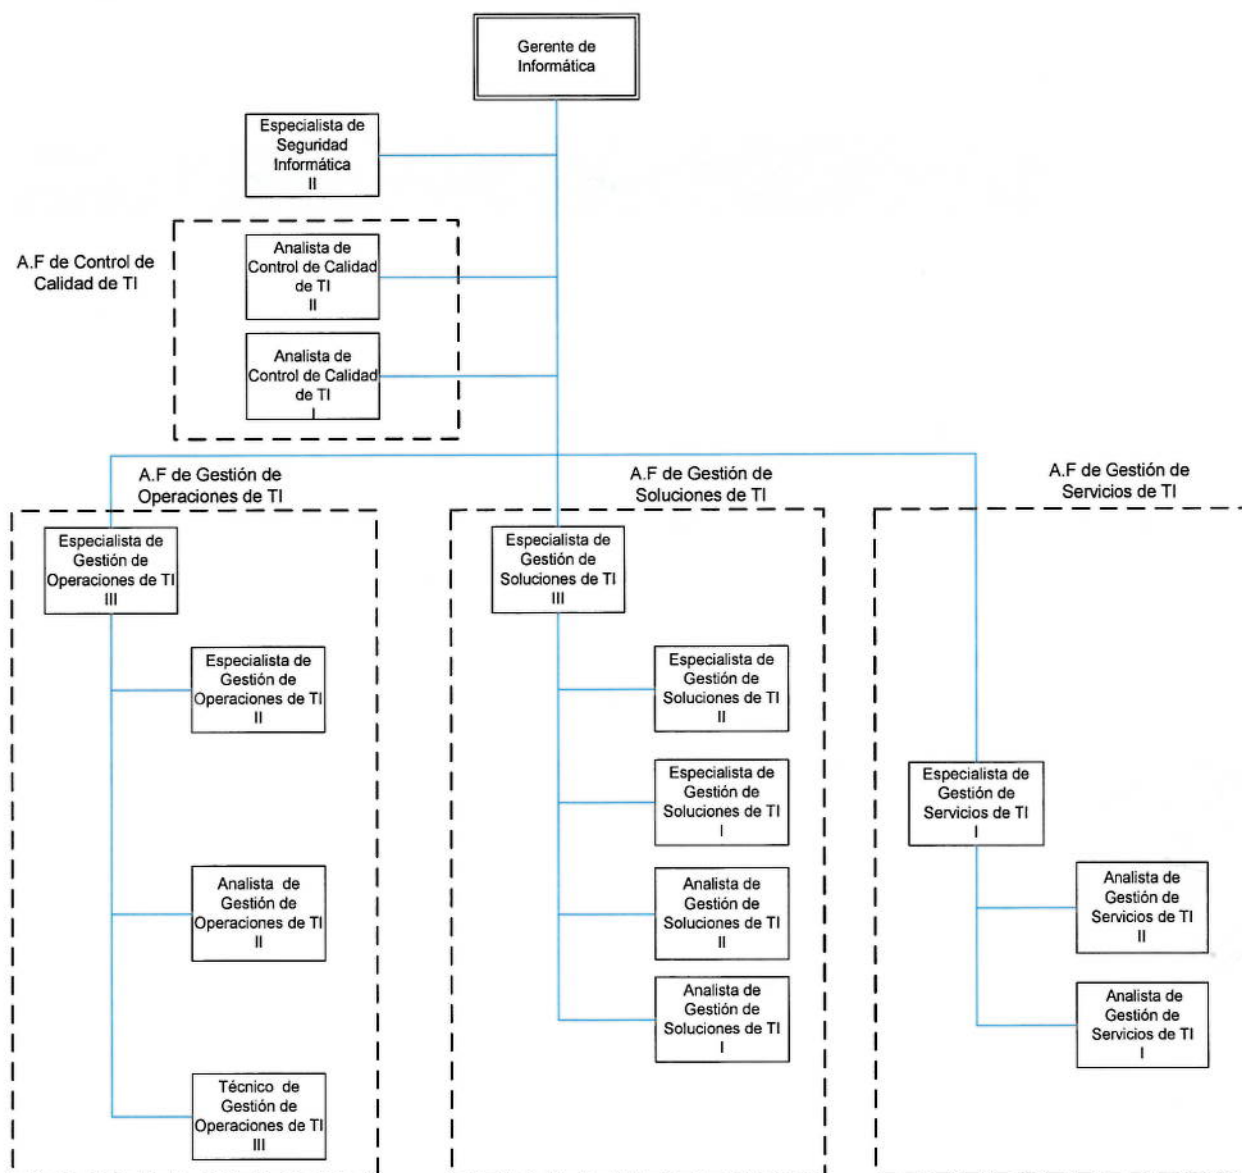 Gerente de
Informática
Especialista de
Seguridad
Informática
II
A.F de Control de
Calidad de TI
Analista de
Control de Calidad
de TI
II
Analista de
Control de Calidad
de TI
I
A.F de Gestión de
Operaciones de TI
Especialista de
Gestión de
Operaciones de TI
III
Especialista de
Gestión de
Operaciones de TI
II
Analista de
Gestión de
Operaciones de TI
II
Técnico de
Gestión de
Operaciones de TI
III
A.F de Gestión de
Soluciones de TI
Especialista de
Gestión de
Soluciones de TI
III
Especialista de
Gestión de
Soluciones de TI
II
Especialista de
Gestión de
Soluciones de TI
I
Analista de
Gestión de
Soluciones de TI
II
Analista de
Gestión de
Soluciones de TI
I
A.F de Gestión de
Servicios de TI
Especialista de
Gestión de
Servicios de TI
I
Analista de
Gestión de
Servicios de TI
II
Analista de
Gestión de
Servicios de TI
I